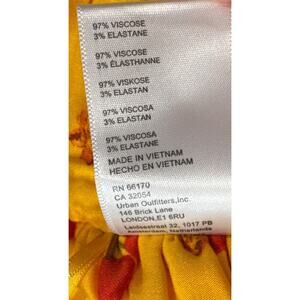 97% VISCOSE
3% ELASTANE
97% VISCOSE
3% ÉLASTHANNE
97% VISKOSE
3% ELASTAN
97% VISCOSA
3% ELASTAN
97% VISCOSA
3% ELASTANE
MADE IN VIETNAM
HECHO EN VIETNAM
RN 66170
CA 32054
Urban Outfitters,Inc.
146 Brick Lane
LONDON,E1 6RU
Leidsestraat 32, 1017 PB
Amsterdam, Netherlands